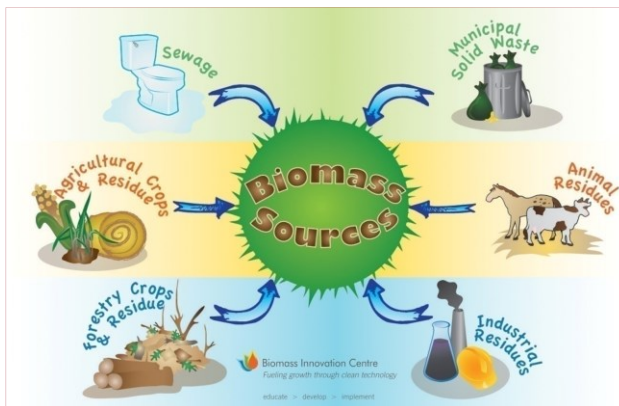 Sewage
Municipal
Solid Waste
Agricultural Crops
& Residue
Biomass
Sources
Animal
Residues
Forestry Crops
& Residue
Industrial
Residues
Biomass Innovation Centre
Fueling growth through clean technology
educate > develop > implement